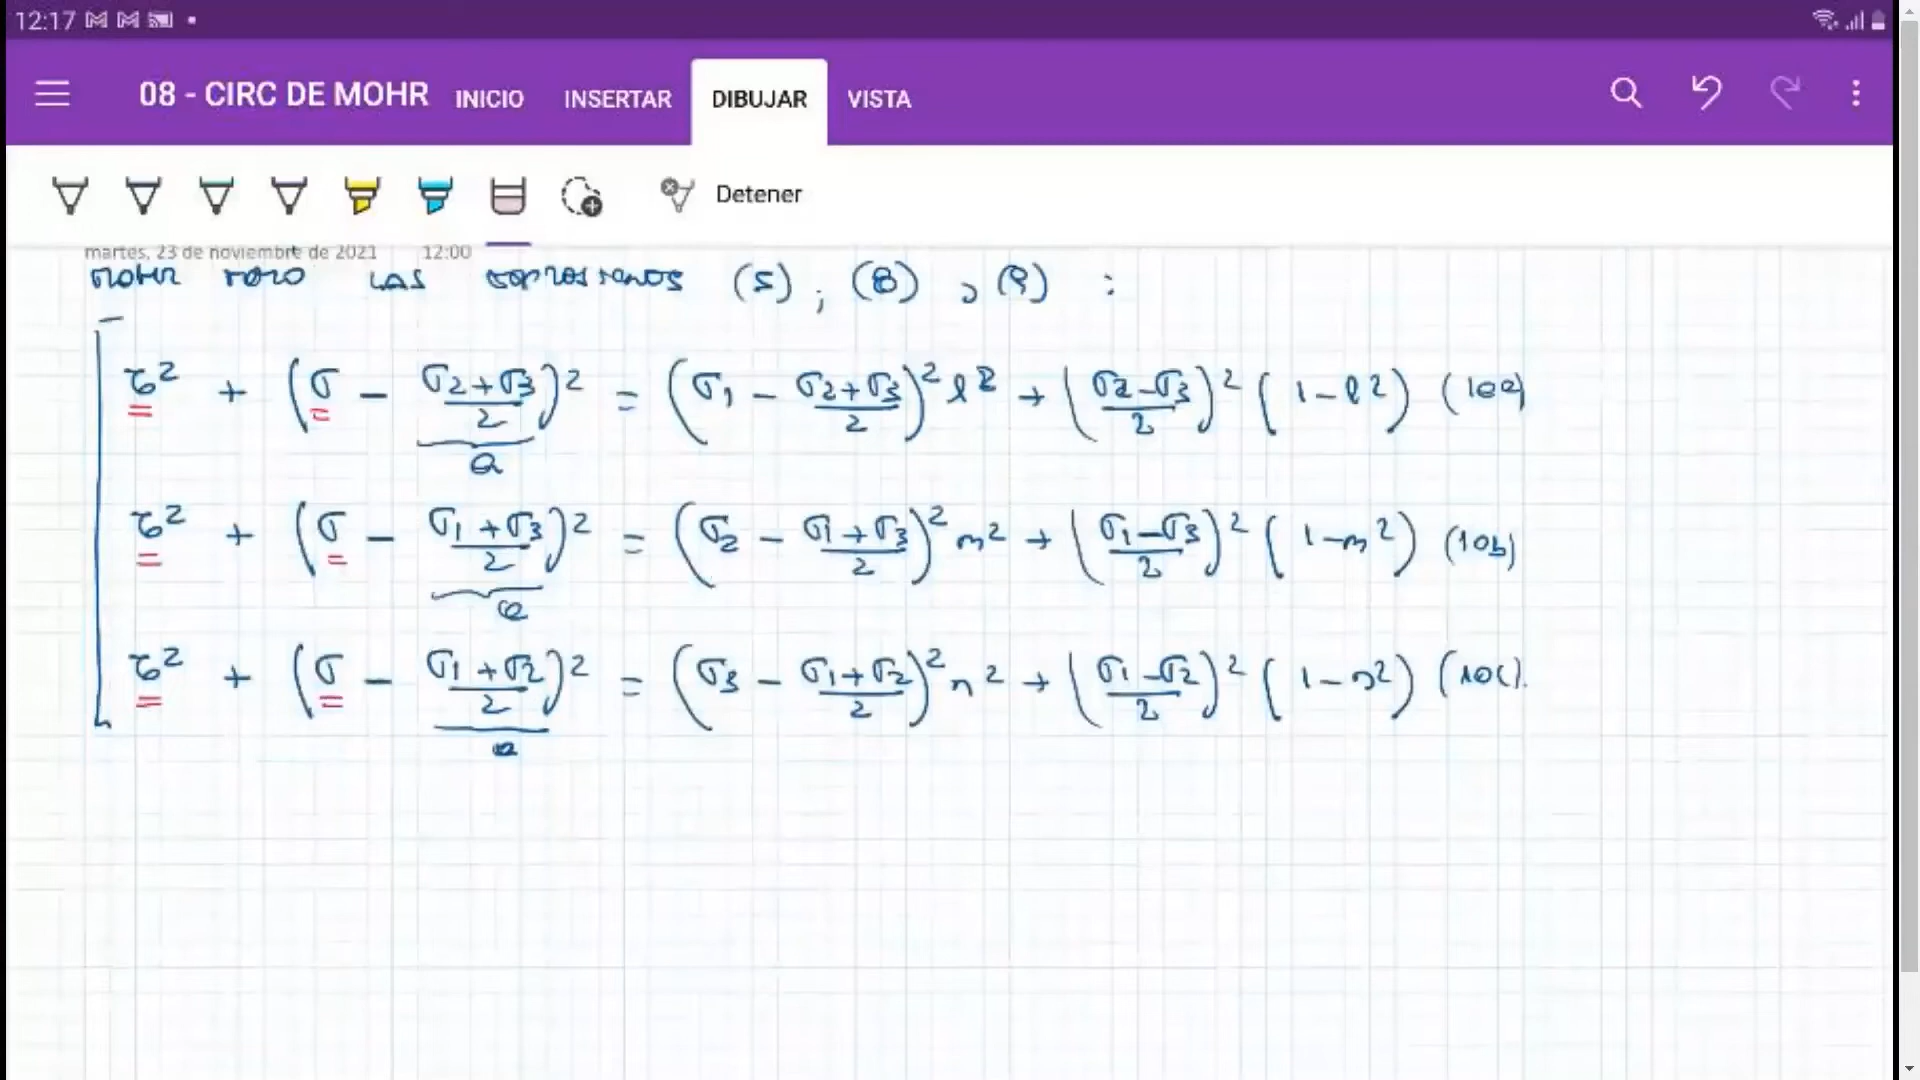 12:17
08 - CIRC DE MOHR INICIO INSERTAR DIBUJAR VISTA
Detener
martes, 23 de noviembre de 2021 12:00
MOHR PARA LAS EXPRESIONES (5), (8), (9) :
τ² + (σ - (σ2+σ3)/2)² = (σ1 - (σ2+σ3)/2)² l² + ((σ2-σ3)/2)² (1-l²) (10a)
a
τ² + (σ - (σ1+σ3)/2)² = (σ2 - (σ1+σ3)/2)² m² + ((σ1-σ3)/2)² (1-m²) (10b)
a
τ² + (σ - (σ1+σ2)/2)² = (σ3 - (σ1+σ2)/2)² n² + ((σ1-σ2)/2)² (1-n²) (10c).
a